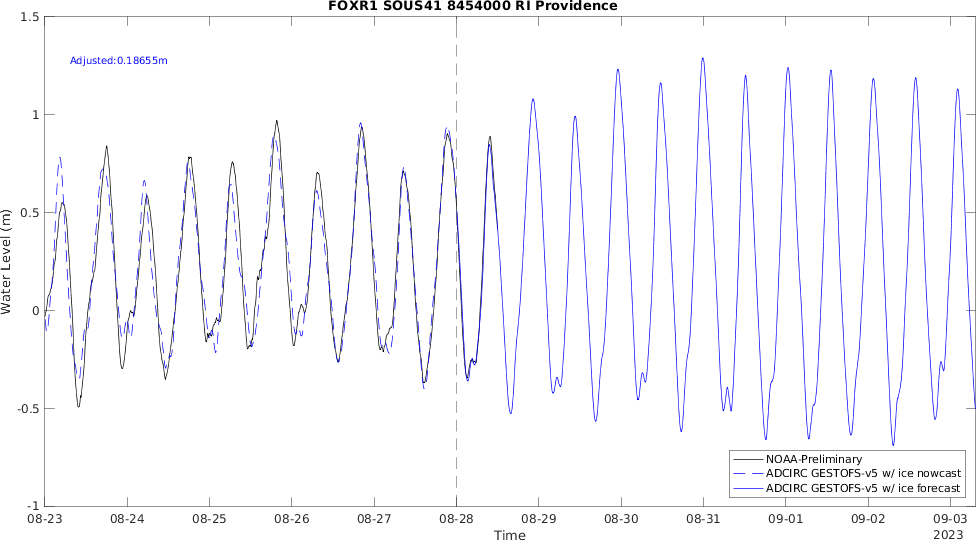 FOXR1 SOUS41 8454000 RI Providence
1.5
Adjusted:0.18655m
1
0.5
Water Level (m)
0
-0.5
NOAA-Preliminary
ADCIRC GESTOFS-v5 w/ ice nowcast
ADCIRC GESTOFS-v5 w/ ice forecast
-1
08-23 08-24 08-25 08-26 08-27 08-28 08-29 08-30 08-31 09-01 09-02 09-03
Time 2023